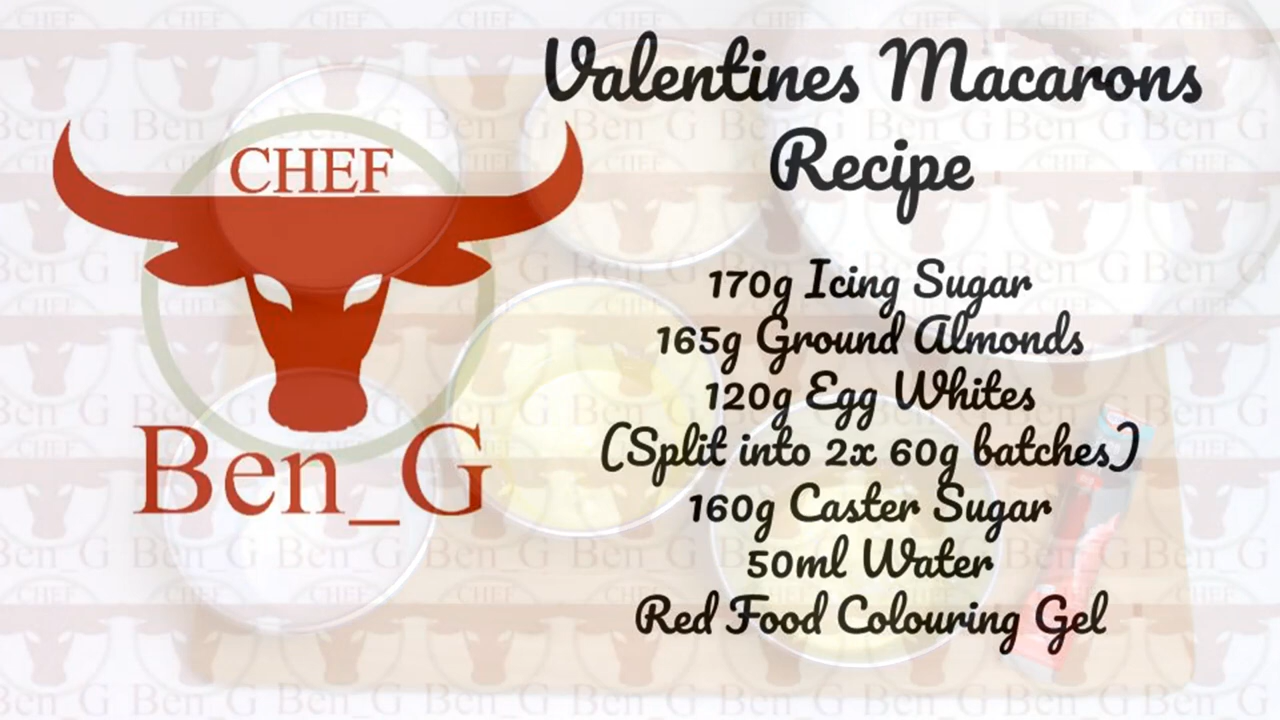 CHEF
Ben_G
Valentines Macarons
Recipe
170g Icing Sugar
165g Ground Almonds
120g Egg Whites
(Split into 2x 60g batches)
160g Caster Sugar
50ml Water
Red Food Colouring Gel